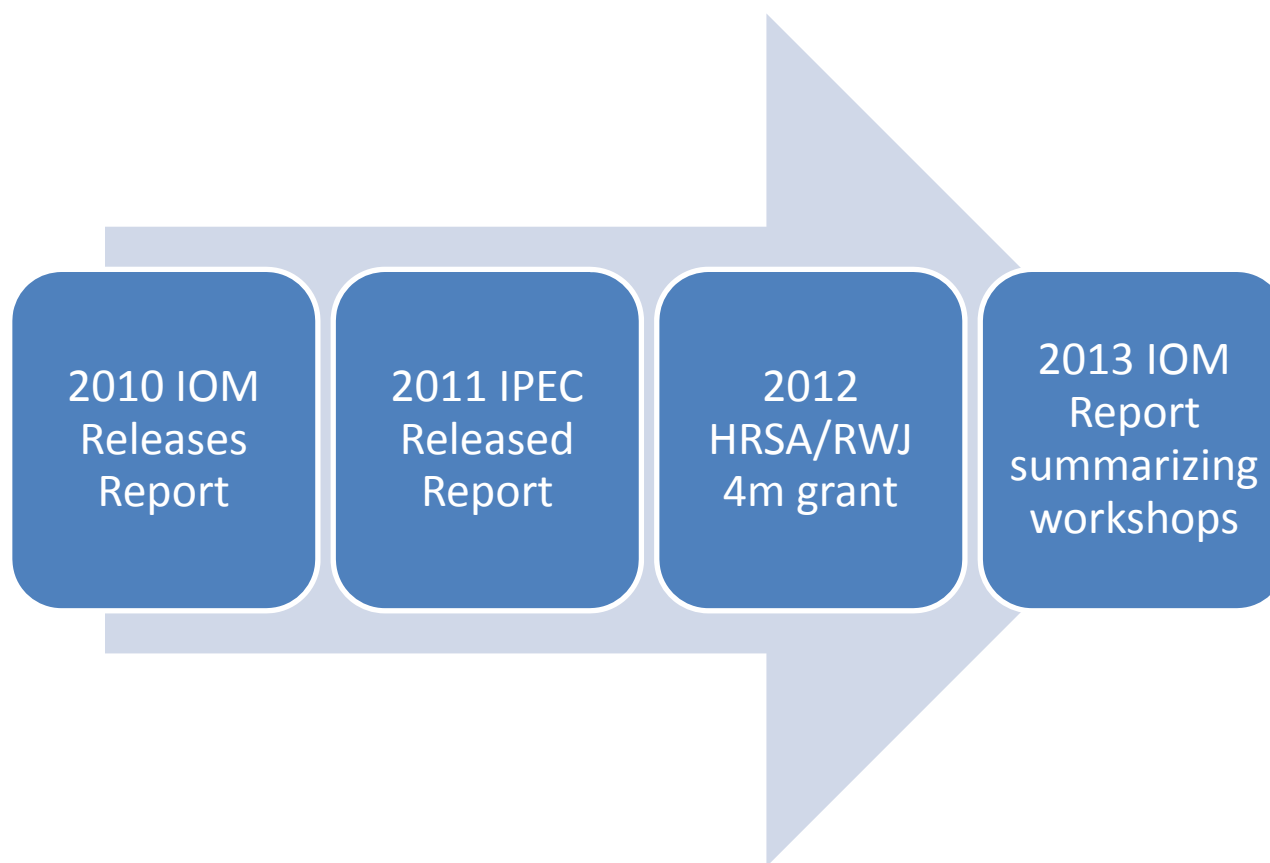 2010 IOM
Releases
Report
2011 IPEC
Released
Report
2012
HRSA/RWJ
4m grant
2013 IOM
Report
summarizing
workshops